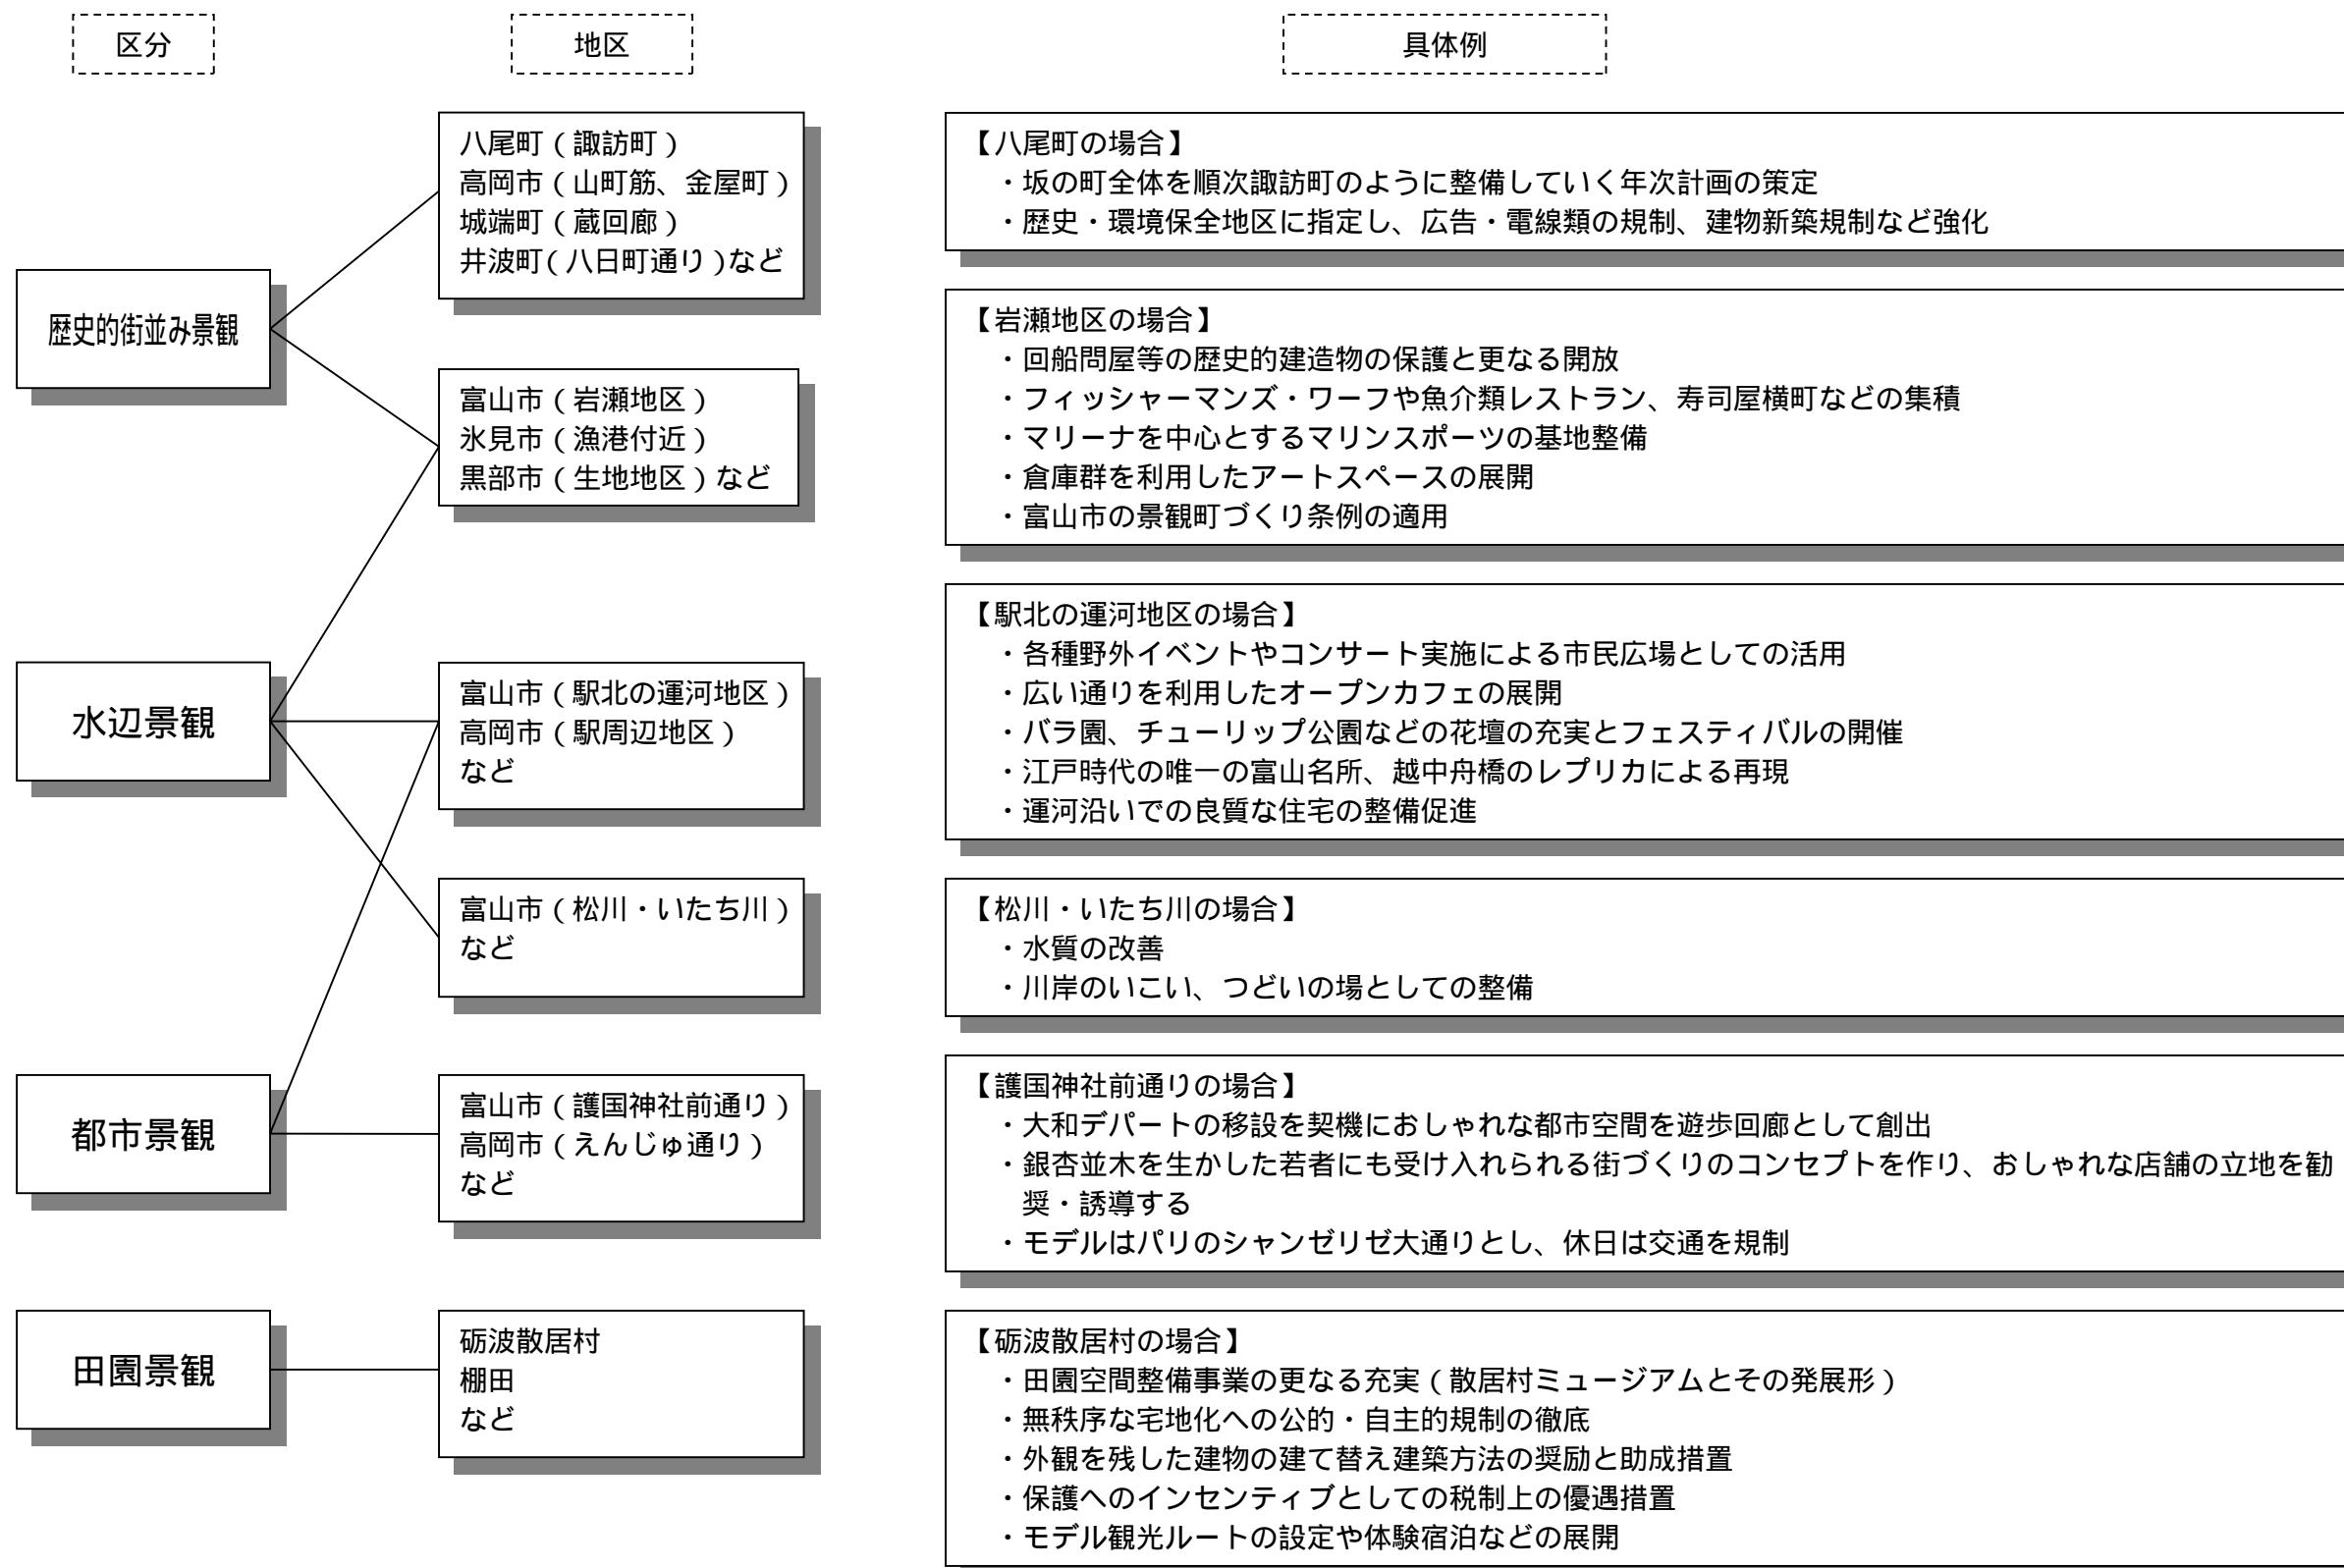 区分
地区
具体例
歴史的街並み景観
水辺景観
都市景観
田園景観
八尾町(諏訪町)
高岡市(山町筋、金屋町)
城端町(蔵回廊)
井波町(八日町通り)など
富山市(岩瀬地区)
氷見市(漁港付近)
黒部市(生地地区)など
富山市(駅北の運河地区)
高岡市(駅周辺地区)
など
富山市(松川・いたち川)
など
富山市(護国神社前通り)
高岡市(えんじゅ通り)
など
砺波散居村
棚田
など
【八尾町の場合】
・坂の町全体を順次諏訪町のように整備していく年次計画の策定
・歴史・環境保全地区に指定し、広告・電線類の規制、建物新築規制など強化
【岩瀬地区の場合】
・回船問屋等の歴史的建造物の保護と更なる開放
・フィッシャーマンズ・ワーフや魚介類レストラン、寿司屋横町などの集積
・マリーナを中心とするマリンスポーツの基地整備
・倉庫群を利用したアートスペースの展開
・富山市の景観町づくり条例の適用
【駅北の運河地区の場合】
・各種野外イベントやコンサート実施による市民広場としての活用
・広い通りを利用したオープンカフェの展開
・バラ園、チューリップ公園などの花壇の充実とフェスティバルの開催
・江戸時代の唯一の富山名所、越中舟橋のレプリカによる再現
・運河沿いでの良質な住宅の整備促進
【松川・いたち川の場合】
・水質の改善
・川岸のいこい、つどいの場としての整備
【護国神社前通りの場合】
・大和デパートの移設を契機におしゃれな都市空間を遊歩回廊として創出
・銀杏並木を生かした若者にも受け入れられる街づくりのコンセプトを作り、おしゃれな店舗の立地を勧
奨・誘導する
・モデルはパリのシャンゼリゼ大通りとし、休日は交通を規制
【砺波散居村の場合】
・田園空間整備事業の更なる充実(散居村ミュージアムとその発展形)
・無秩序な宅地化への公的・自主的規制の徹底
・外観を残した建物の建て替え建築方法の奨励と助成措置
・保護へのインセンティブとしての税制上の優遇措置
・モデル観光ルートの設定や体験宿泊などの展開